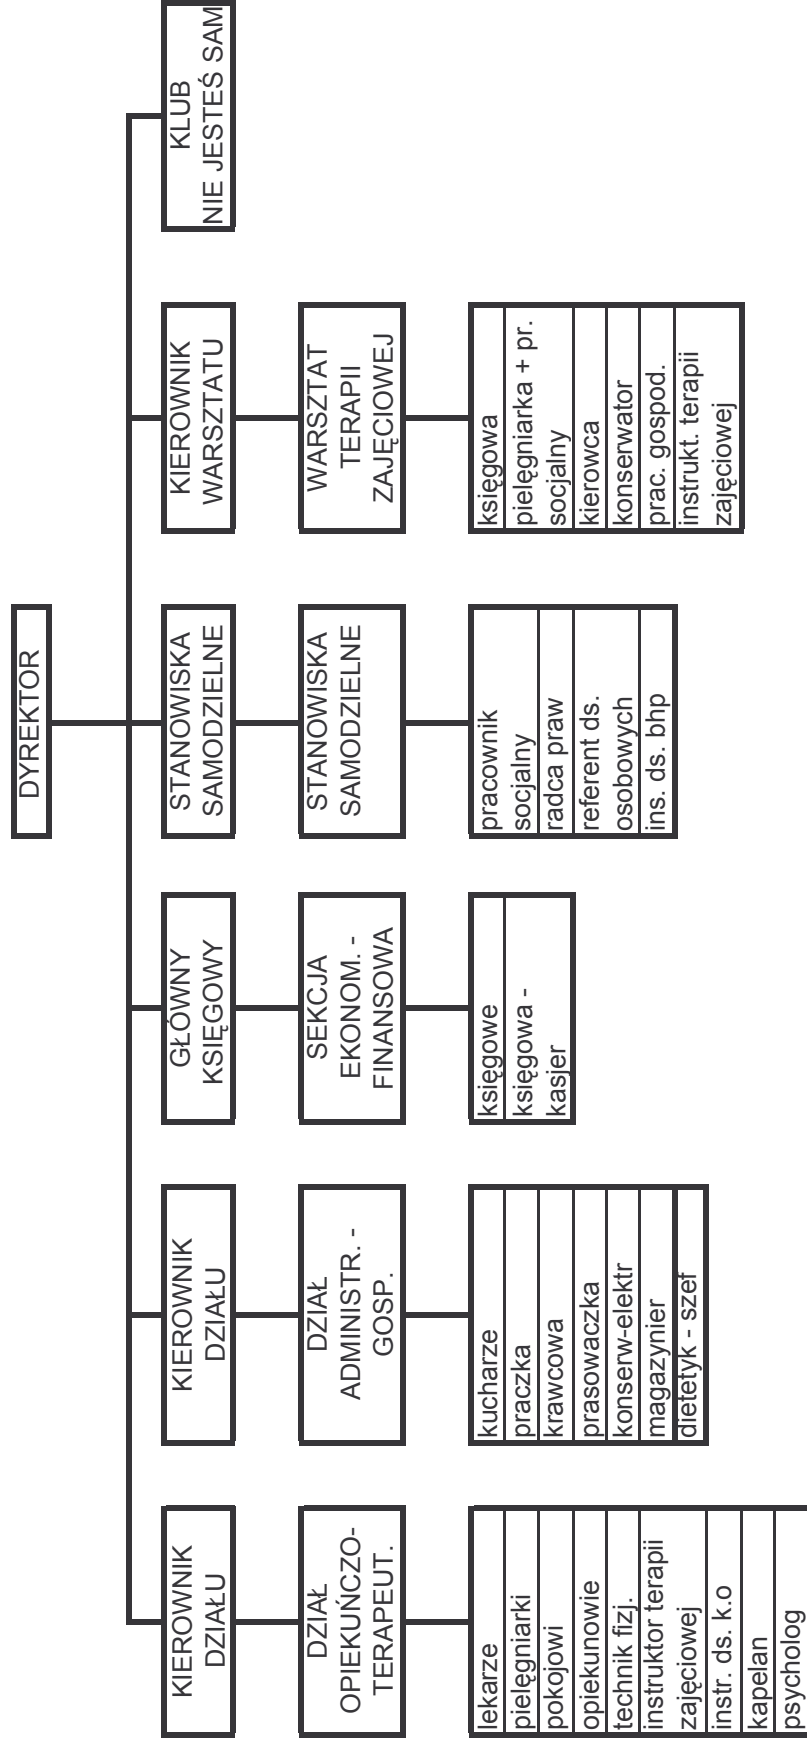 DYREKTOR
KIEROWNIK
DZIAŁU
KIEROWNIK
DZIAŁU
GŁÓWNY
KSIĘGOWY
STANOWISKA
SAMODZIELNE
KIEROWNIK
WARSZTATU
KLUB
NIE JESTEŚ SAM
DZIAŁ
OPIEKUŃCZO-
TERAPEUT.
DZIAŁ
ADMINISTR. -
GOSP.
SEKCJA
EKONOM. -
FINANSOWA
STANOWISKA
SAMODZIELNE
WARSZTAT
TERAPII
ZAJĘCIOWEJ
lekarze
pielęgniarki
pokojowi
opiekunowie
technik fizj.
instruktor terapii
zajęciowej
instr. ds. k.o
kapelan
psycholog
kucharze
praczka
krawcowa
prasowaczka
konserw-elektr
magazynier
dietetyk - szef
księgowe
księgowa -
kasjer
pracownik
socjalny
radca praw
referent ds.
osobowych
ins. ds. bhp
księgowa
pielęgniarka + pr.
socjalny
kierowca
konserwator
prac. gospod.
instrukt. terapii
zajęciowej